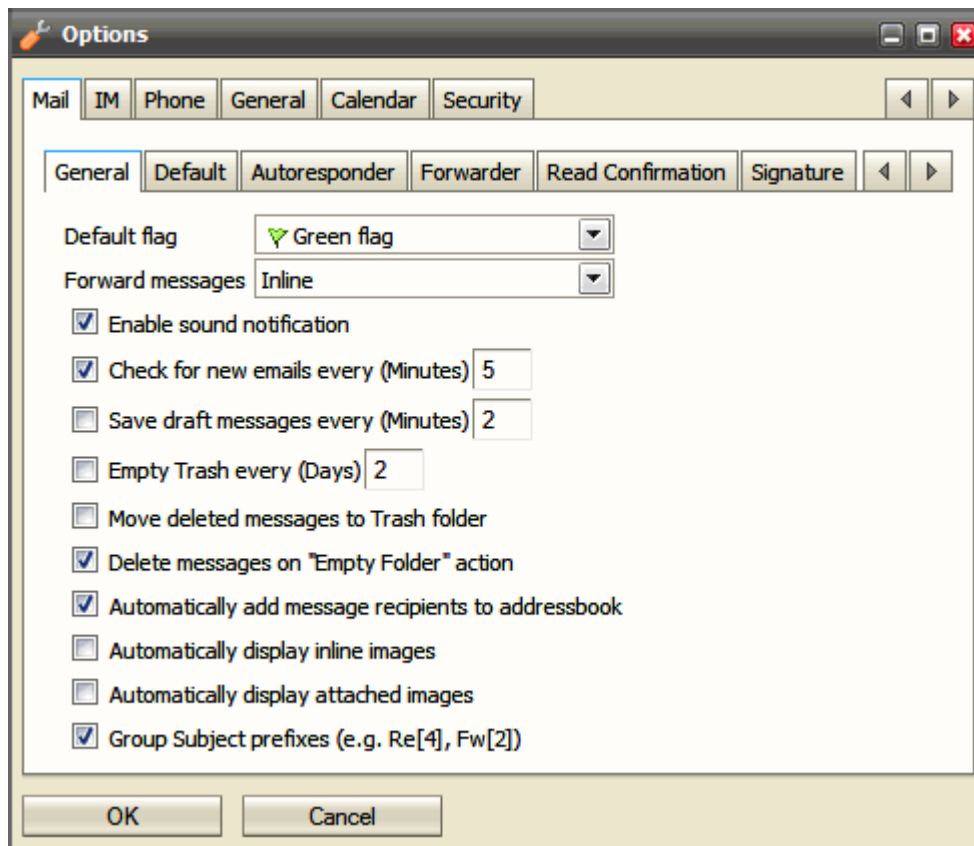 Options
Mail IM Phone General Calendar Security
General Default Autoresponder Forwarder Read Confirmation Signature
Default flag Green flag
Forward messages Inline
Enable sound notification
Check for new emails every (Minutes) 5
Save draft messages every (Minutes) 2
Empty Trash every (Days) 2
Move deleted messages to Trash folder
Delete messages on "Empty Folder" action
Automatically add message recipients to addressbook
Automatically display inline images
Automatically display attached images
Group Subject prefixes (e.g. Re[4], Fw[2])
OK Cancel